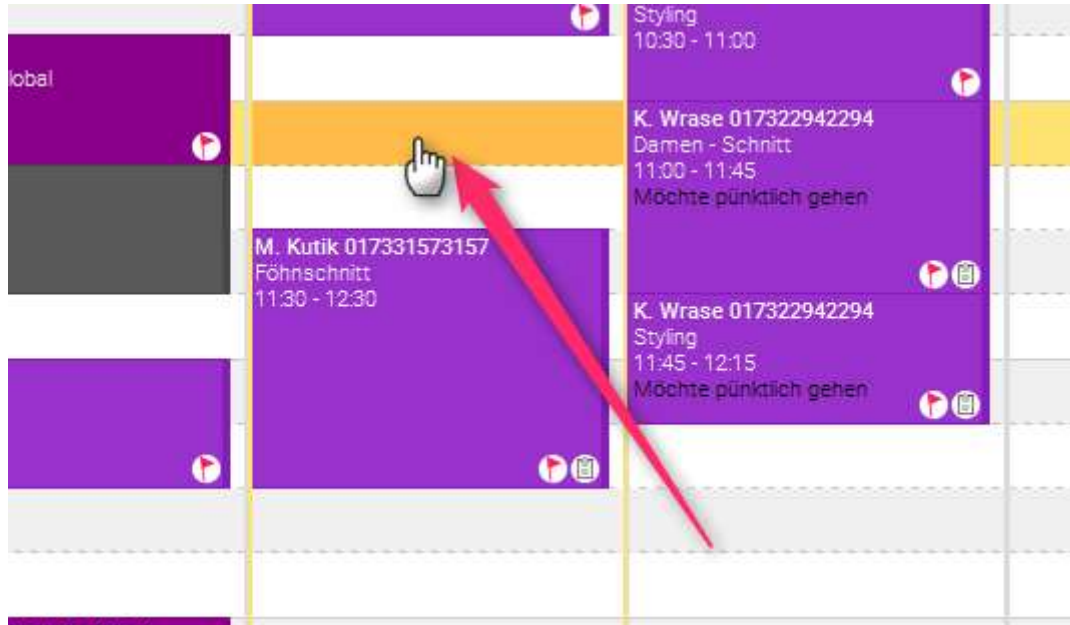 lobal
M. Kutik 017331573157
Föhnschnitt
11:30 - 12:30
Styling
10:30 - 11:00
K. Wrase 017322942294
Damen - Schnitt
11:00 - 11:45
Möchte pünktlich gehen
K. Wrase 017322942294
Styling
11:45 - 12:15
Möchte pünktlich gehen